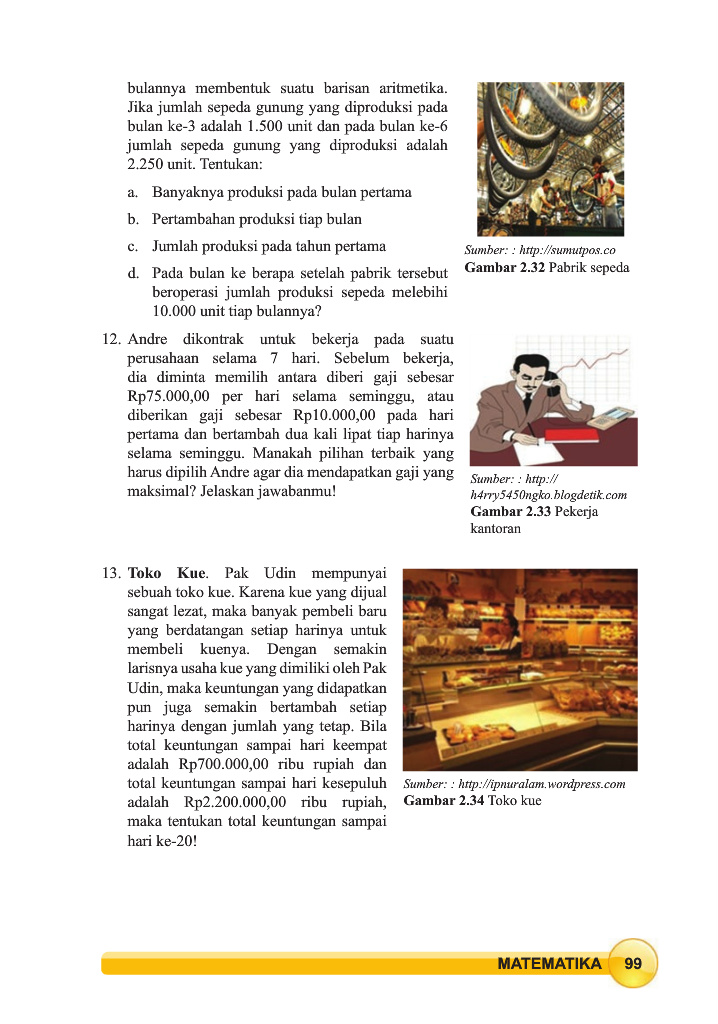 bulannya membentuk suatu barisan aritmetika.
Jika jumlah sepeda gunung yang diproduksi pada
bulan ke-3 adalah 1.500 unit dan pada bulan ke-6
jumlah sepeda gunung yang diproduksi adalah
2.250 unit. Tentukan:
a. Banyaknya produksi pada bulan pertama
b. Pertambahan produksi tiap bulan
c. Jumlah produksi pada tahun pertama
d. Pada bulan ke berapa setelah pabrik tersebut
beroperasi jumlah produksi sepeda melebihi
10.000 unit tiap bulannya?
Sumber: : http://sumutpos.co
Gambar 2.32 Pabrik sepeda
12. Andre dikontrak untuk bekerja pada suatu
perusahaan selama 7 hari. Sebelum bekerja,
dia diminta memilih antara diberi gaji sebesar
Rp75.000,00 per hari selama seminggu, atau
diberikan gaji sebesar Rp10.000,00 pada hari
pertama dan bertambah dua kali lipat tiap harinya
selama seminggu. Manakah pilihan terbaik yang
harus dipilih Andre agar dia mendapatkan gaji yang
maksimal? Jelaskan jawabanmu!
Sumber: : http://
h4rry5450ngko.blogdetik.com
Gambar 2.33 Pekerja
kantoran
13. Toko Kue. Pak Udin mempunyai
sebuah toko kue. Karena kue yang dijual
sangat lezat, maka banyak pembeli baru
yang berdatangan setiap harinya untuk
membeli kuenya. Dengan semakin
larisnya usaha kue yang dimiliki oleh Pak
Udin, maka keuntungan yang didapatkan
pun juga semakin bertambah setiap
harinya dengan jumlah yang tetap. Bila
total keuntungan sampai hari keempat
adalah Rp700.000,00 ribu rupiah dan
total keuntungan sampai hari kesepuluh
adalah Rp2.200.000,00 ribu rupiah,
maka tentukan total keuntungan sampai
hari ke-20!
Sumber: : http://ipnuralam.wordpress.com
Gambar 2.34 Toko kue
MATEMATIKA 99